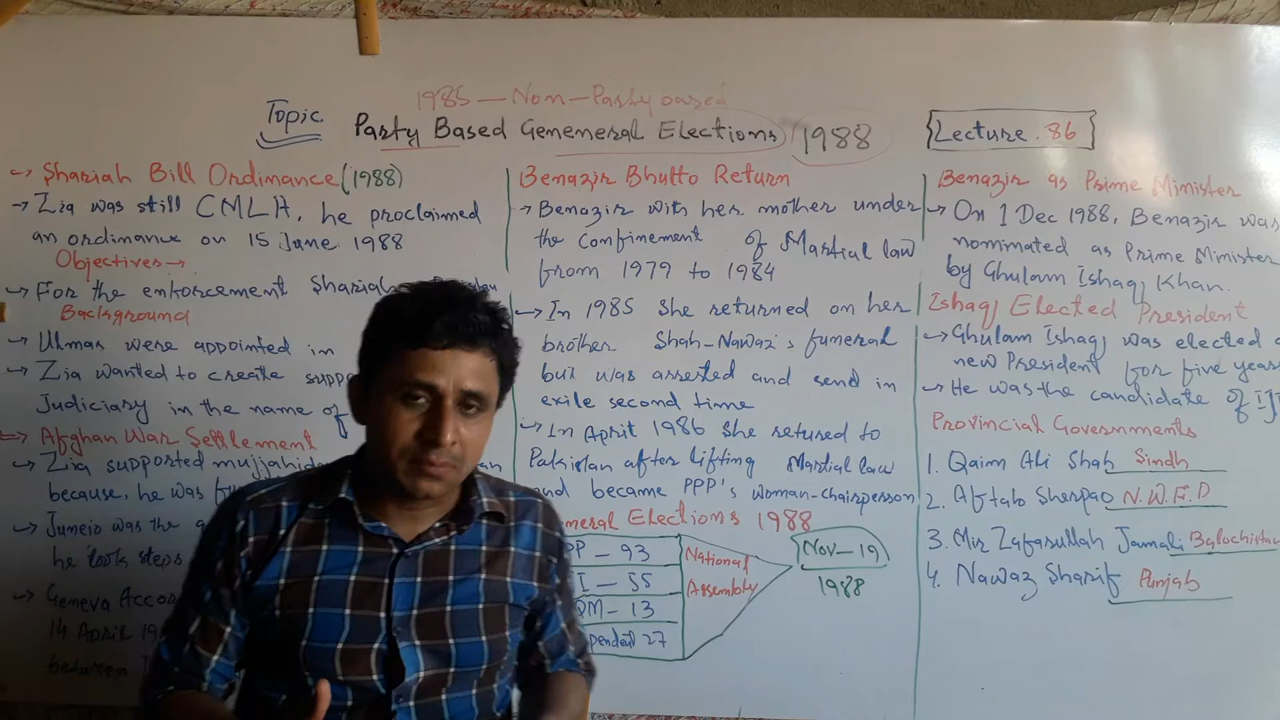 1985 — Non-Party based
Topic Party Based Genemeral Elections 1988
Lecture. 86
→ Shariah Bill Ordinance (1988)
→ Zia was still CMLA, he proclaimed
an ordinance on 15 June 1988
Objectives →
→ For the enforcement Shariah
Background
→ Ulmas were appointed in
→ Zia wanted to create
Judiciary in the name of
→ Afghan War Settlement
→ Zia supported
because, he was
→ Junejo was the
he took steps
→ Geneva
14 April
between
Benazir Bhutto Return
→ Benazir with her mother under
the confinement of Martial law
from 1979 to 1984
→ In 1985 she returned on her
brother Shah-Nawaz's funeral
but was arrested and send in
exile second time
→ In April 1986 she retured to
Pakistan after lifting Martial law
and became PPP's woman-chairperson
Elections 1988
– 93
– 55
– 13
27
National
Assembly
Nov – 19
1988
Benazir as Prime Minister
→ On 1 Dec 1988, Benazir was
nominated as Prime Minister
by Ghulam Ishaq Khan.
Ishaq Elected President
→ Ghulam Ishaq was elected
new President for five years
→ He was the candidate of IJI
Provincial Governments
1. Qaim Ali Shah Sindh
2. Aftab Sherpao N.W.F.P
3. Mir Zafarullah Jamali Balochistan
4. Nawaz Sharif Punjab